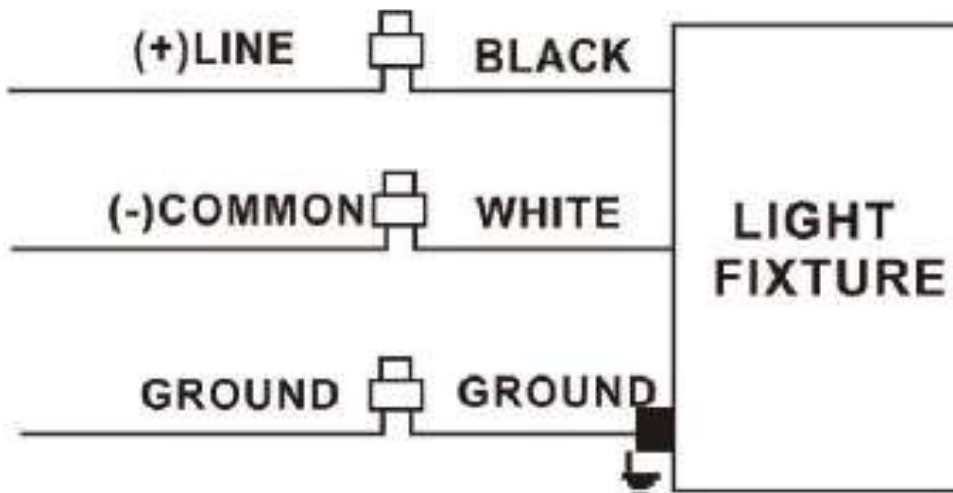 (+)LINE BLACK
(-)COMMON WHITE
LIGHT
FIXTURE
GROUND GROUND